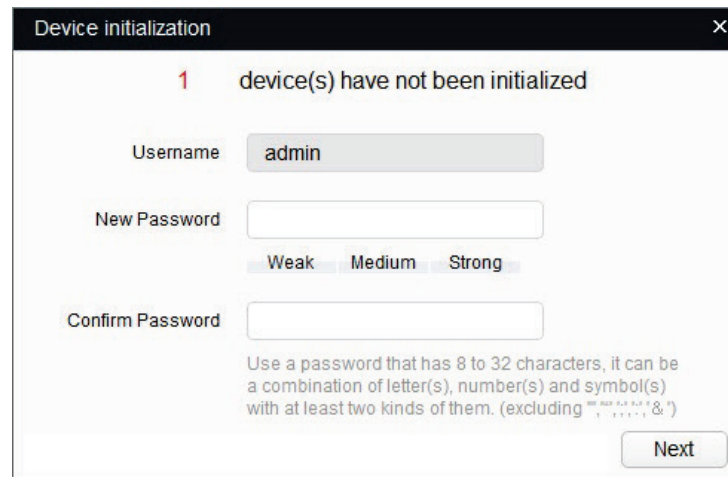 Device initialization
1 device(s) have not been initialized
Username admin
New Password
Weak Medium Strong
Confirm Password
Use a password that has 8 to 32 characters, it can be
a combination of letter(s), number(s) and symbol(s)
with at least two kinds of them. (excluding
Next